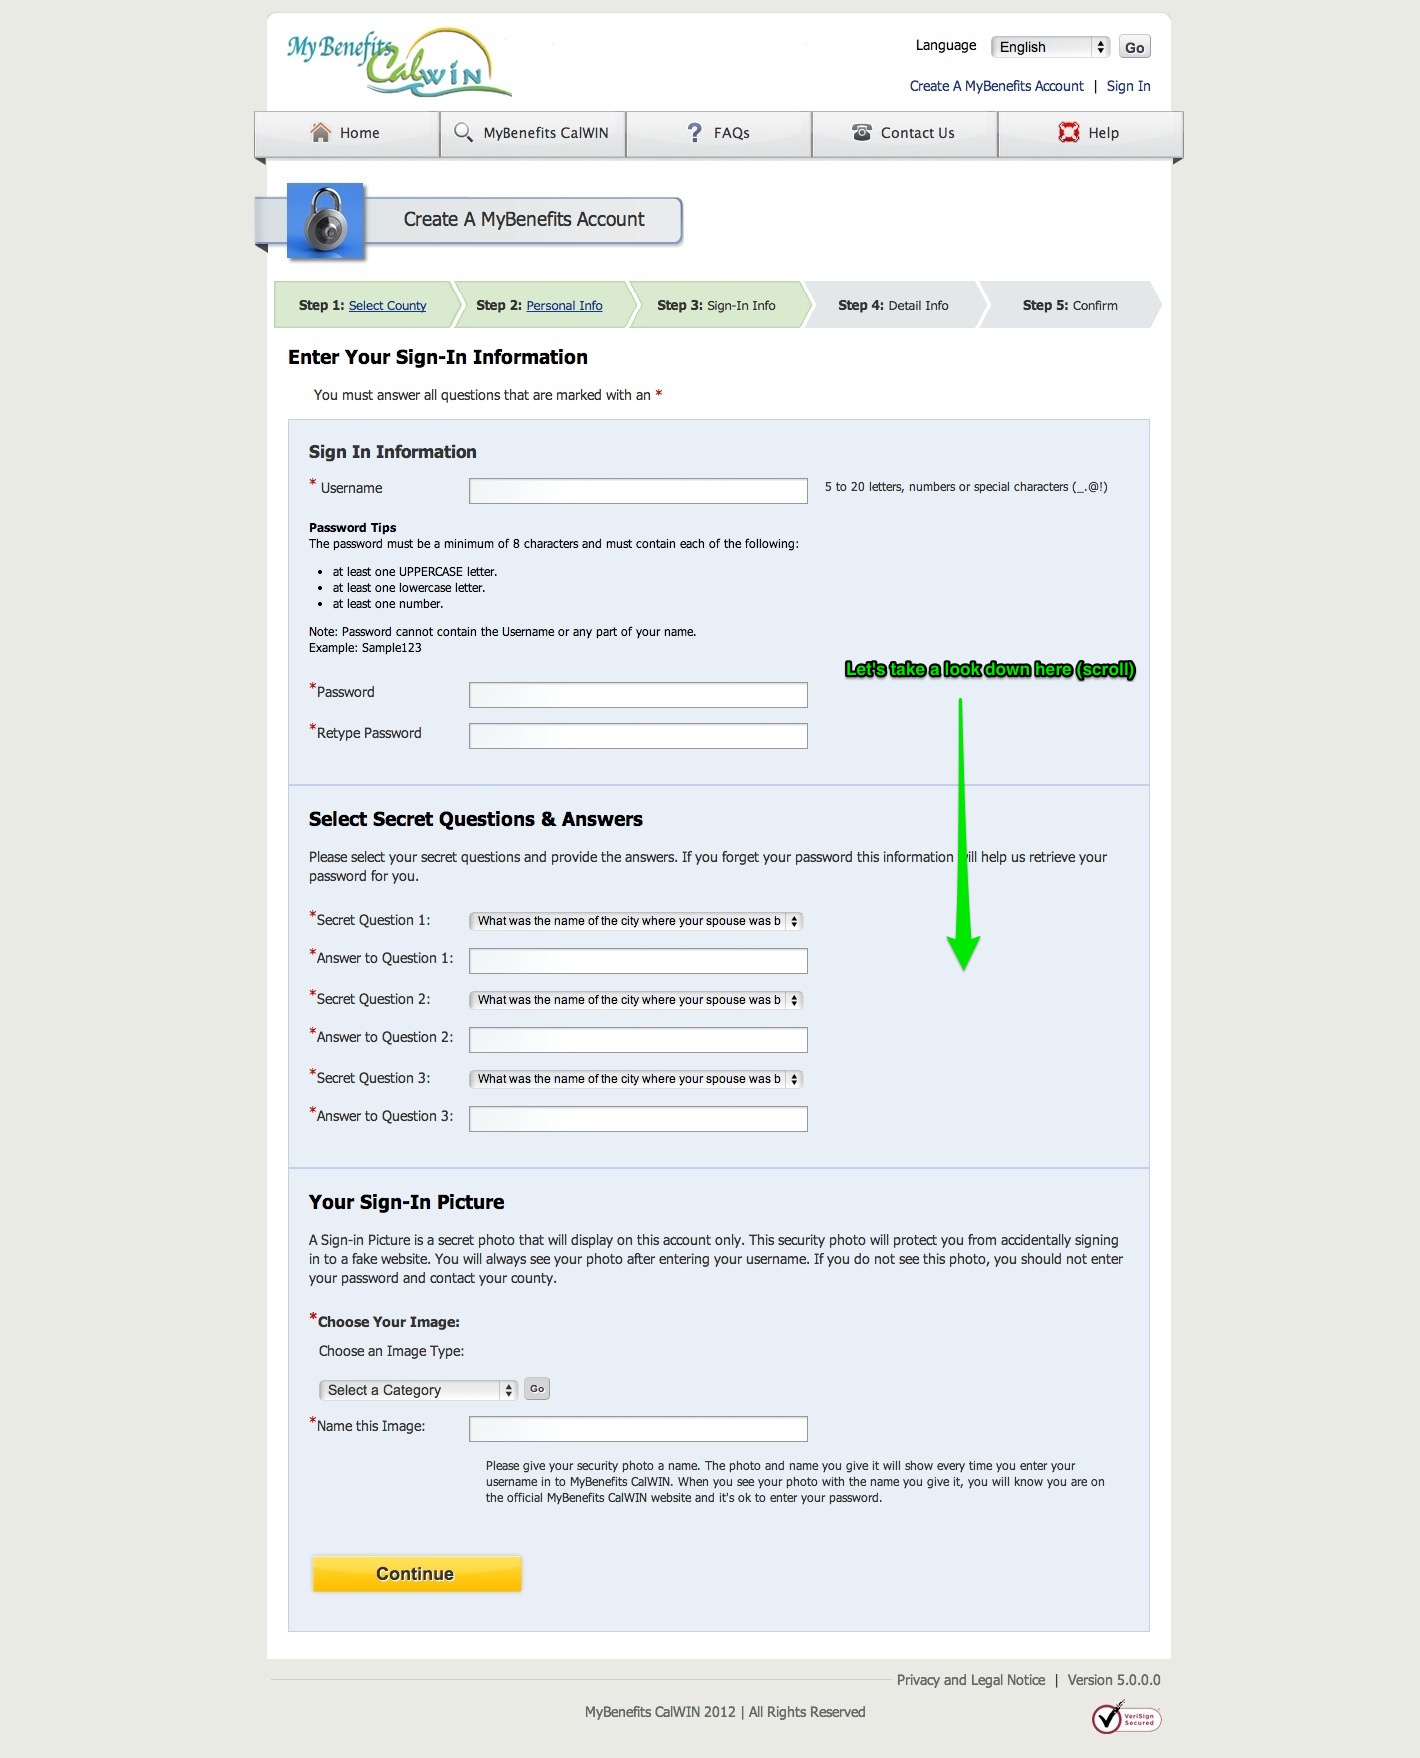 My Benefits
CalWIN
Language English Go
Create A MyBenefits Account | Sign In
Home MyBenefits CalWIN FAQs Contact Us Help
Create A MyBenefits Account
Step 1: Select County Step 2: Personal Info Step 3: Sign-In Info Step 4: Detail Info Step 5: Confirm
Enter Your Sign-In Information
You must answer all questions that are marked with an *
Sign In Information
* Username 5 to 20 letters, numbers or special characters (_.@!)
Password Tips
The password must be a minimum of 8 characters and must contain each of the following:
• at least one UPPERCASE letter.
• at least one lowercase letter.
• at least one number.
Note: Password cannot contain the Username or any part of your name.
Example: Sample123
Let's take a look down here (scroll)
*Password
*Retype Password
Select Secret Questions & Answers
Please select your secret questions and provide the answers. If you forget your password this information will help us retrieve your
password for you.
*Secret Question 1: What was the name of the city where your spouse was b
*Answer to Question 1:
*Secret Question 2: What was the name of the city where your spouse was b
*Answer to Question 2:
*Secret Question 3: What was the name of the city where your spouse was b
*Answer to Question 3:
Your Sign-In Picture
A Sign-in Picture is a secret photo that will display on this account only. This security photo will protect you from accidentally signing
in to a fake website. You will always see your photo after entering your username. If you do not see this photo, you should not enter
your password and contact your county.
*Choose Your Image:
Choose an Image Type:
Select a Category Go
*Name this Image:
Please give your security photo a name. The photo and name you give it will show every time you enter your
username in to MyBenefits CalWIN. When you see your photo with the name you give it, you will know you are on
the official MyBenefits CalWIN website and it's ok to enter your password.
Continue
Privacy and Legal Notice | Version 5.0.0.0
MyBenefits CalWIN 2012 | All Rights Reserved
VeriSign
Secured